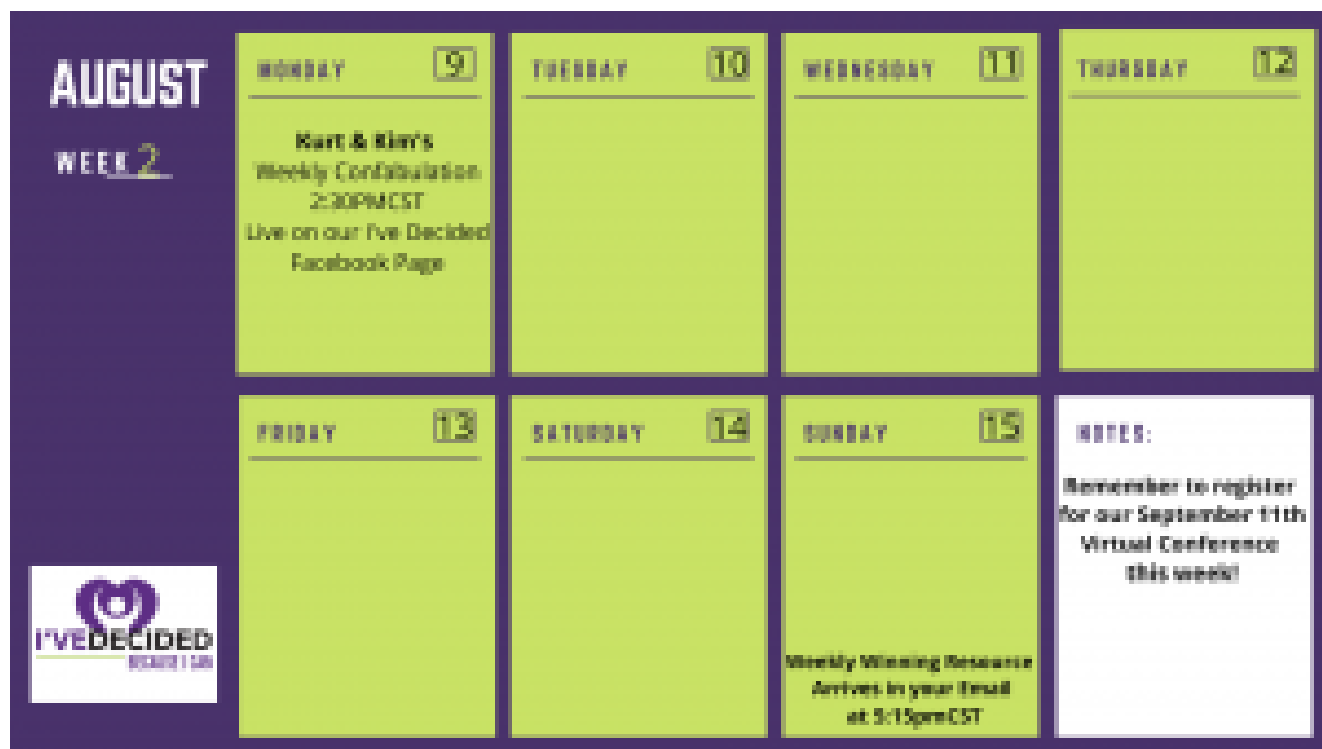 AUGUST
WEEK 2
MONDAY 9
Kurt & Kim's
Weekly Confabulation
2:30PMCST
Live on our I've Decided
Facebook Page
TUESDAY 10
WEDNESDAY 11
THURSDAY 12
FRIDAY 13
SATURDAY 14
SUNDAY 15
Weekly Winning Resource
Arrives in your Email
at 5:15pmCST
NOTES:
Remember to register
for our September 11th
Virtual Conference
this week!
I'VEDECIDED
BECAUSE I CAN